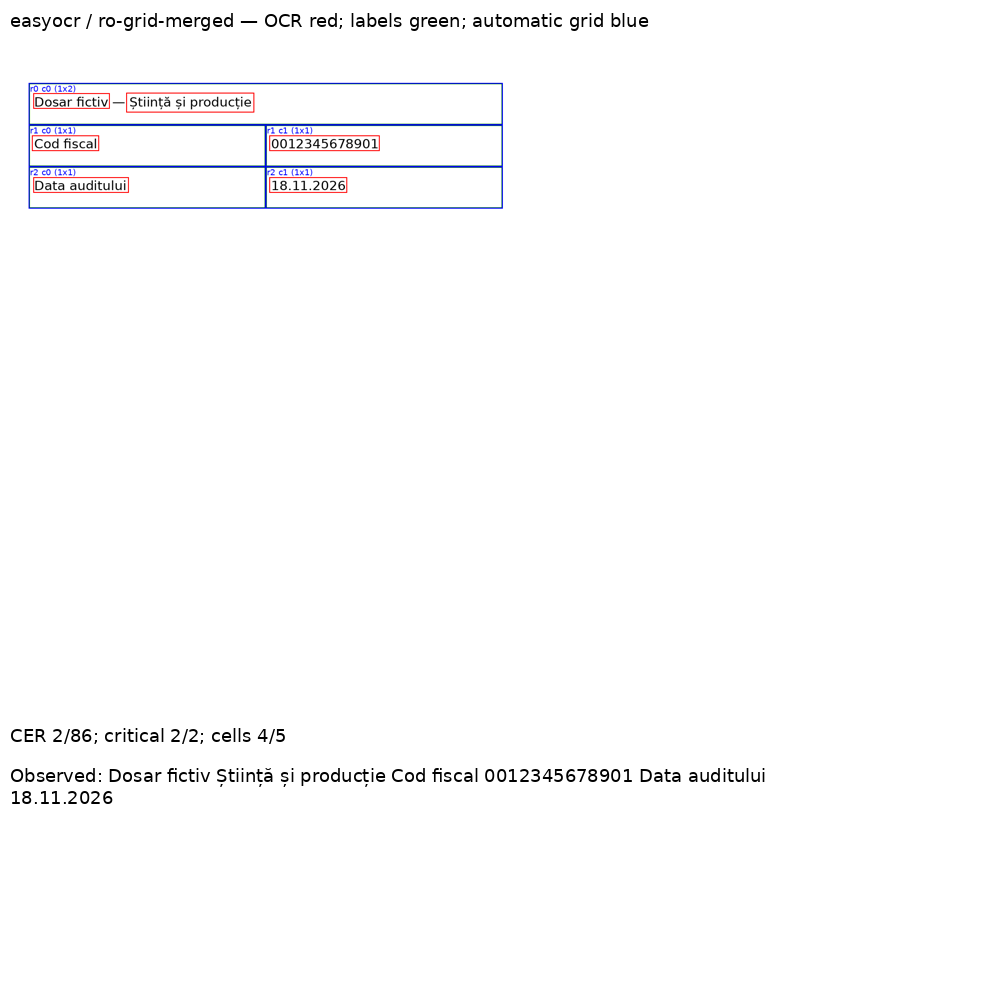 easyocr / ro-grid-merged — OCR red; labels green; automatic grid blue
r0 c0 (1x2)
Dosar fictiv — Știință și producție
r1 c0 (1x1) r1 c1 (1x1)
Cod fiscal 0012345678901
r2 c0 (1x1) r2 c1 (1x1)
Data auditului 18.11.2026
CER 2/86; critical 2/2; cells 4/5
Observed: Dosar fictiv Știință și producție Cod fiscal 0012345678901 Data auditului
18.11.2026